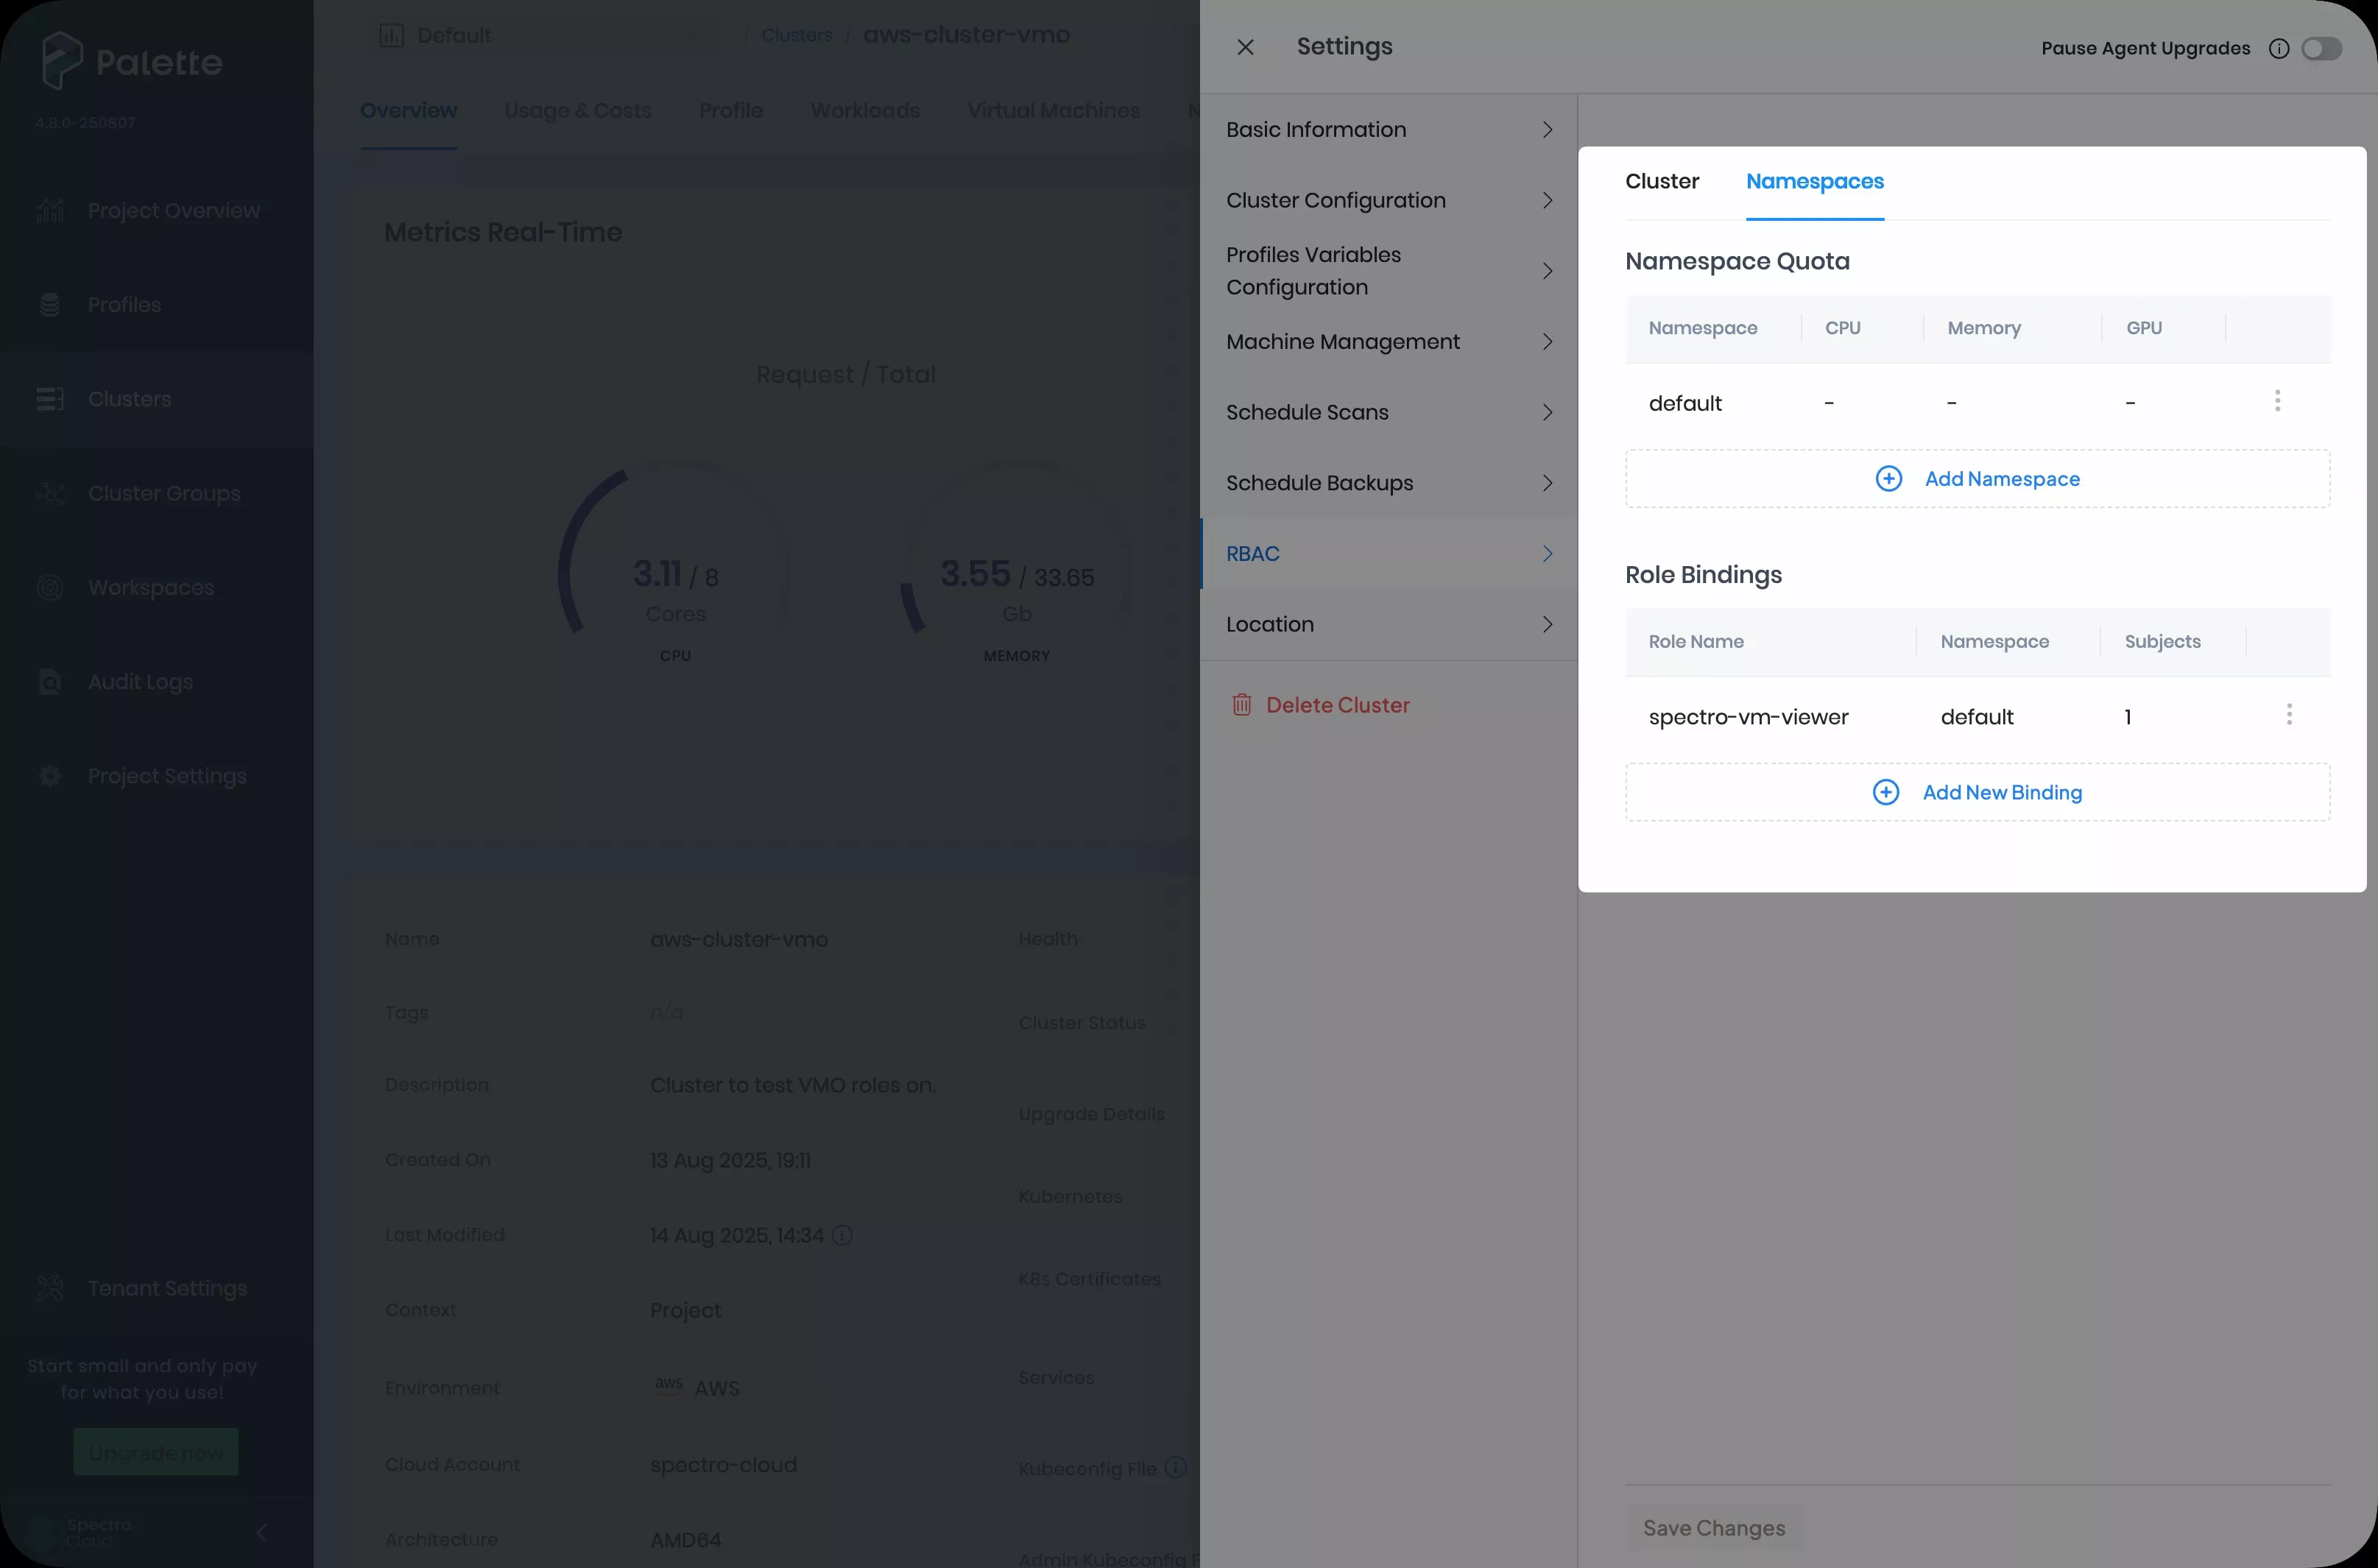 Palette
4.8.0-250807
Project Overview
Profiles
Clusters
Cluster Groups
Workspaces
Audit Logs
Project Settings
Tenant Settings
Start small and only pay
for what you use!
Upgrade now
Spectro
Cloud
Default / Clusters / aws-cluster-vmo
Overview Usage & Costs Profile Workloads Virtual Machines N
Metrics Real-Time
Request / Total
3.11 / 8
Cores
CPU
3.55 / 33.65
Gb
MEMORY
Name aws-cluster-vmo
Tags n/a
Description Cluster to test VMO roles on.
Created On 13 Aug 2025, 19:11
Last Modified 14 Aug 2025, 14:34
Context Project
Environment aws AWS
Cloud Account spectro-cloud
Architecture AMD64
Health
Cluster Status
Upgrade Details
Kubernetes
K8s Certificates
Services
Kubeconfig File
Admin Kubeconfig F
Settings
Pause Agent Upgrades
Basic Information
Cluster Configuration
Profiles Variables
Configuration
Machine Management
Schedule Scans
Schedule Backups
RBAC
Location
Delete Cluster
Cluster Namespaces
Namespace Quota
Namespace CPU Memory GPU
default - - -
Add Namespace
Role Bindings
Role Name Namespace Subjects
spectro-vm-viewer default 1
Add New Binding
Save Changes